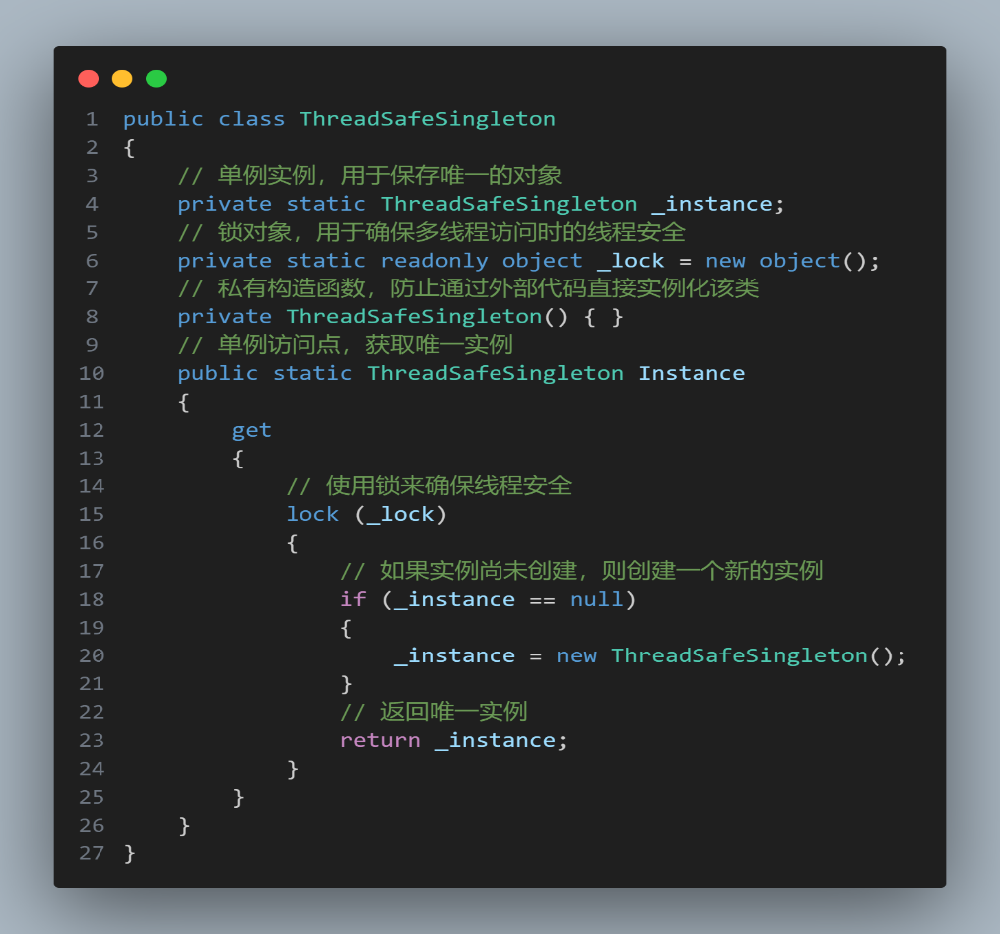 1 public class ThreadSafeSingleton
2 {
3     // 单例实例，用于保存唯一的对象
4     private static ThreadSafeSingleton _instance;
5     // 锁对象，用于确保多线程访问时的线程安全
6     private static readonly object _lock = new object();
7     // 私有构造函数，防止通过外部代码直接实例化该类
8     private ThreadSafeSingleton() { }
9     // 单例访问点，获取唯一实例
10     public static ThreadSafeSingleton Instance
11     {
12         get
13         {
14             // 使用锁来确保线程安全
15             lock (_lock)
16             {
17                 // 如果实例尚未创建，则创建一个新的实例
18                 if (_instance == null)
19                 {
20                     _instance = new ThreadSafeSingleton();
21                 }
22                 // 返回唯一实例
23                 return _instance;
24             }
25         }
26     }
27 }